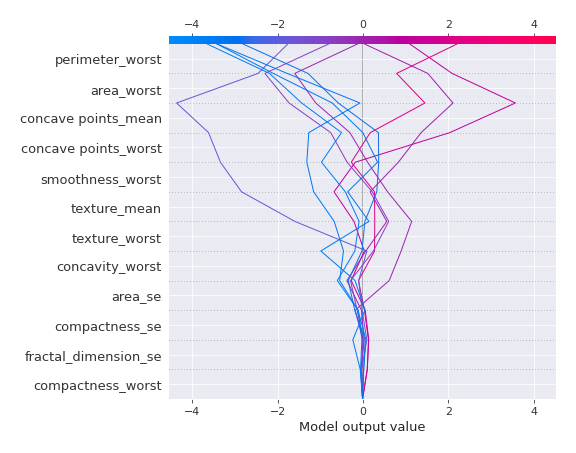 −4 −2 0 2 4
perimeter_worst
area_worst
concave points_mean
concave points_worst
smoothness_worst
texture_mean
texture_worst
concavity_worst
area_se
compactness_se
fractal_dimension_se
compactness_worst
−4 −2 0 2 4
Model output value